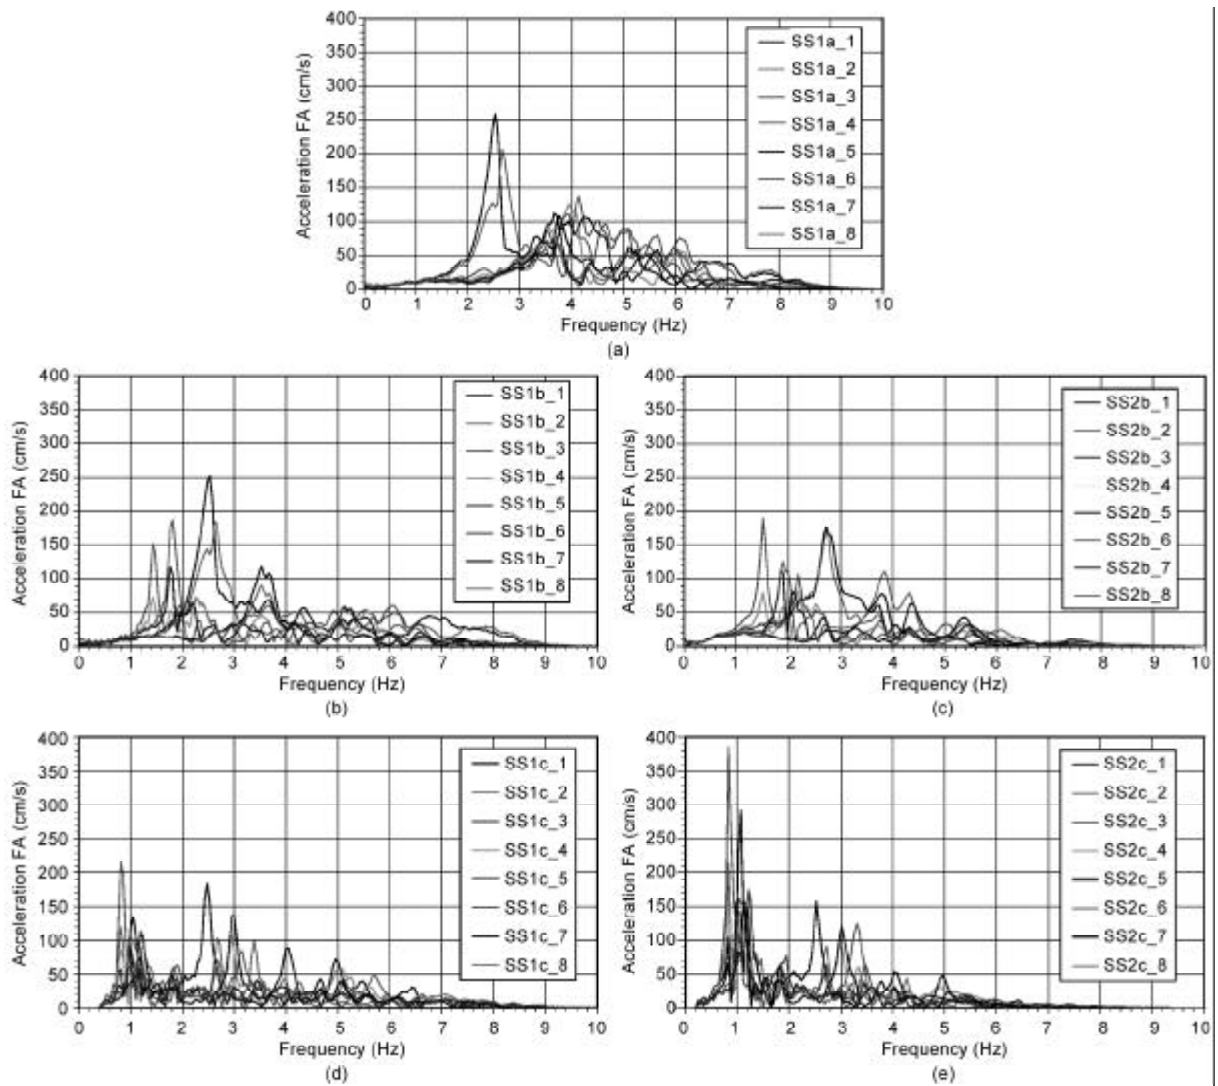 400
350
300
250
200
150
100
50
0
Acceleration FA (cm/s)
SS1a_1
SS1a_2
SS1a_3
SS1a_4
SS1a_5
SS1a_6
SS1a_7
SS1a_8
0 1 2 3 4 5 6 7 8 9 10
Frequency (Hz)
(a)
400
350
300
250
200
150
100
50
0
Acceleration FA (cm/s)
SS1b_1
SS1b_2
SS1b_3
SS1b_4
SS1b_5
SS1b_6
SS1b_7
SS1b_8
0 1 2 3 4 5 6 7 8 9 10
Frequency (Hz)
(b)
400
350
300
250
200
150
100
50
0
Acceleration FA (cm/s)
SS2b_1
SS2b_2
SS2b_3
SS2b_4
SS2b_5
SS2b_6
SS2b_7
SS2b_8
0 1 2 3 4 5 6 7 8 9 10
Frequency (Hz)
(c)
400
350
300
250
200
150
100
50
0
Acceleration FA (cm/s)
SS1c_1
SS1c_2
SS1c_3
SS1c_4
SS1c_5
SS1c_6
SS1c_7
SS1c_8
0 1 2 3 4 5 6 7 8 9 10
Frequency (Hz)
(d)
400
350
300
250
200
150
100
50
0
Acceleration FA (cm/s)
SS2c_1
SS2c_2
SS2c_3
SS2c_4
SS2c_5
SS2c_6
SS2c_7
SS2c_8
0 1 2 3 4 5 6 7 8 9 10
Frequency (Hz)
(e)